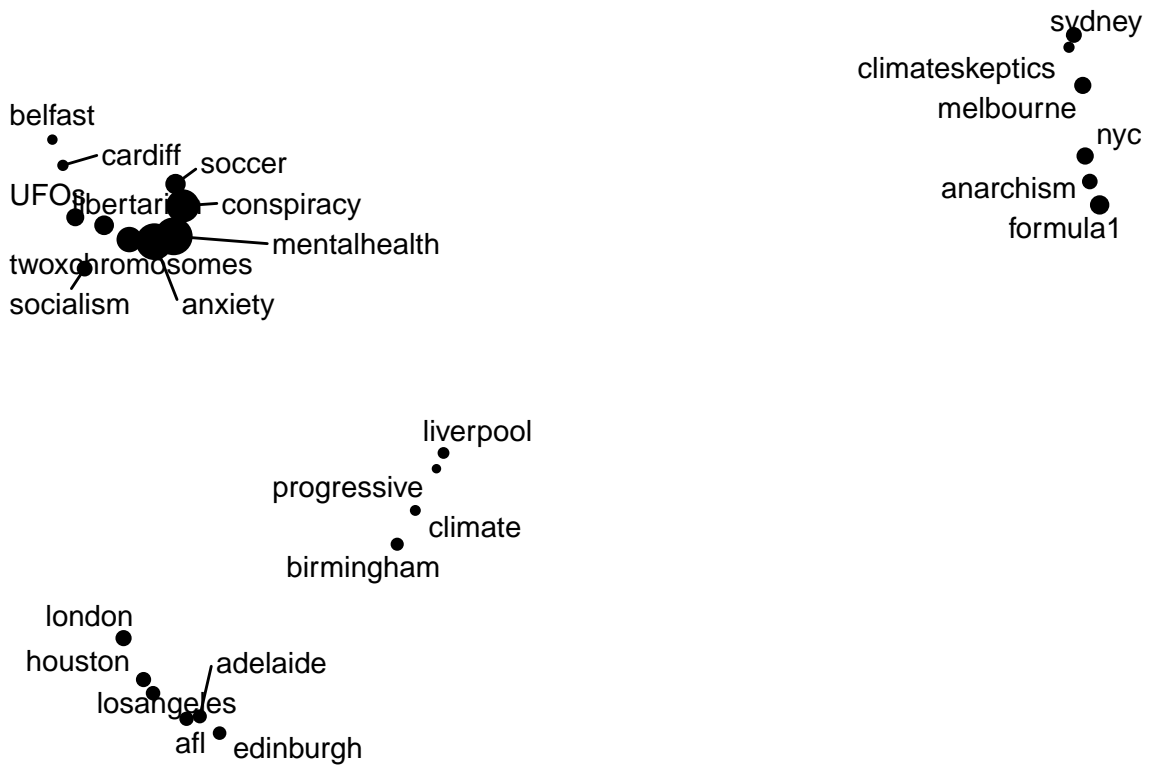 sydney
climateskeptics
melbourne
belfast
nyc
cardiff
soccer
UFOs
libertarian
conspiracy
anarchism
formula1
mentalhealth
twoxchromosomes
socialism
anxiety
liverpool
progressive
climate
birmingham
london
houston
adelaide
losangeles
afl
edinburgh